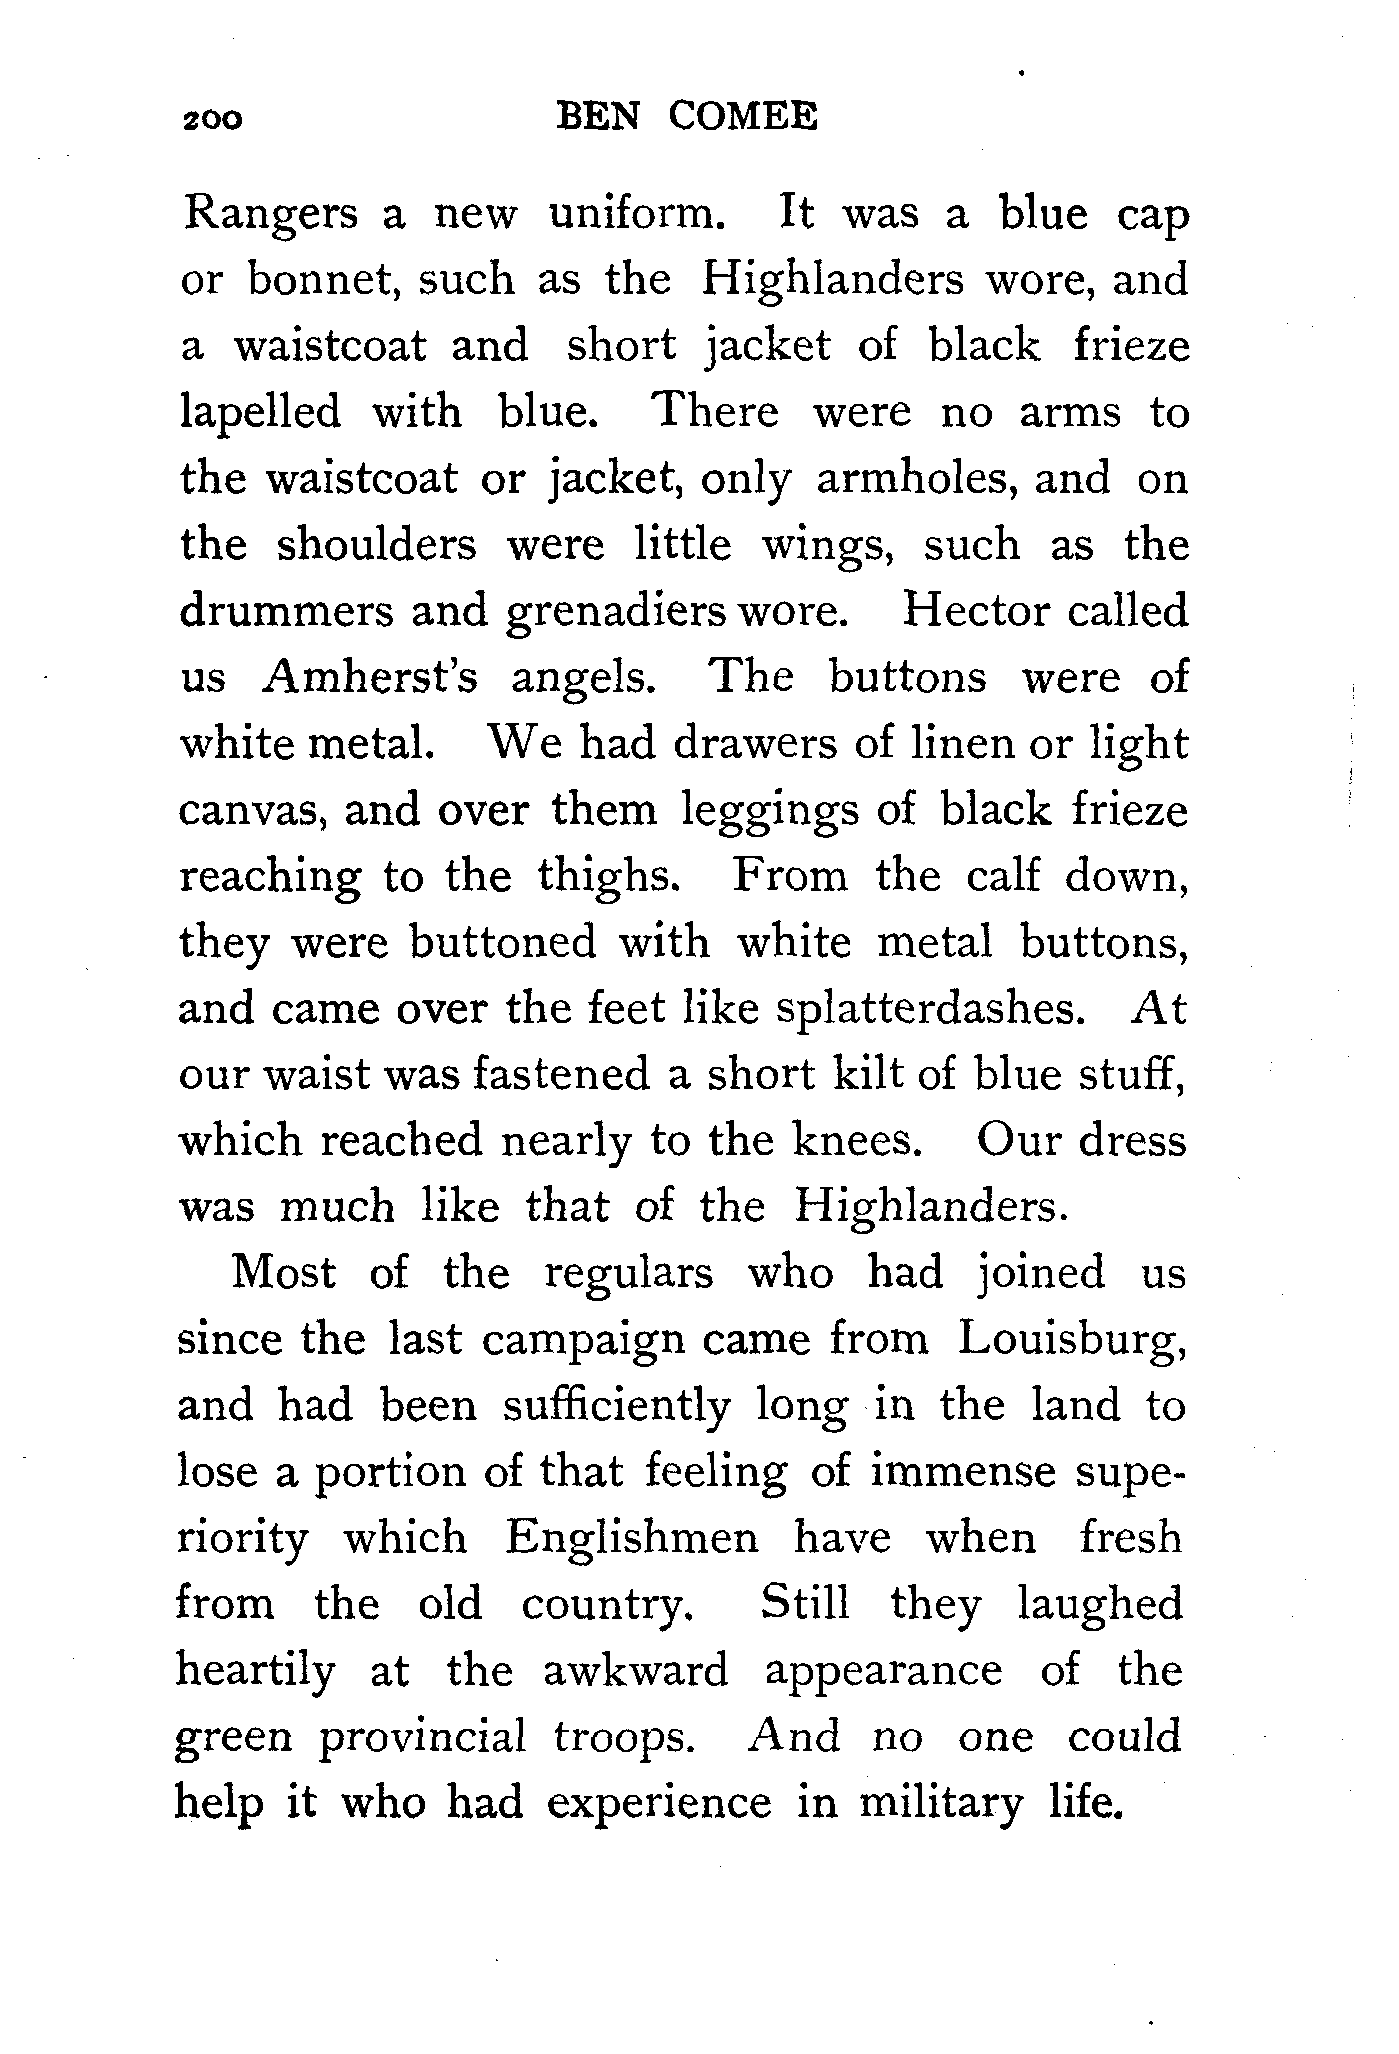 200 BEN COMEE
Rangers a new uniform. It was a blue cap
or bonnet, such as the Highlanders wore, and
a waistcoat and short jacket of black frieze
lapelled with blue. There were no arms to
the waistcoat or jacket, only armholes, and on
the shoulders were little wings, such as the
drummers and grenadiers wore. Hector called
us Amherst's angels. The buttons were of
white metal. We had drawers of linen or light
canvas, and over them leggings of black frieze
reaching to the thighs. From the calf down,
they were buttoned with white metal buttons,
and came over the feet like splatterdashes. At
our waist was fastened a short kilt of blue stuff,
which reached nearly to the knees. Our dress
was much like that of the Highlanders.
Most of the regulars who had joined us
since the last campaign came from Louisburg,
and had been sufficiently long in the land to
lose a portion of that feeling of immense supe-
riority which Englishmen have when fresh
from the old country. Still they laughed
heartily at the awkward appearance of the
green provincial troops. And no one could
help it who had experience in military life.